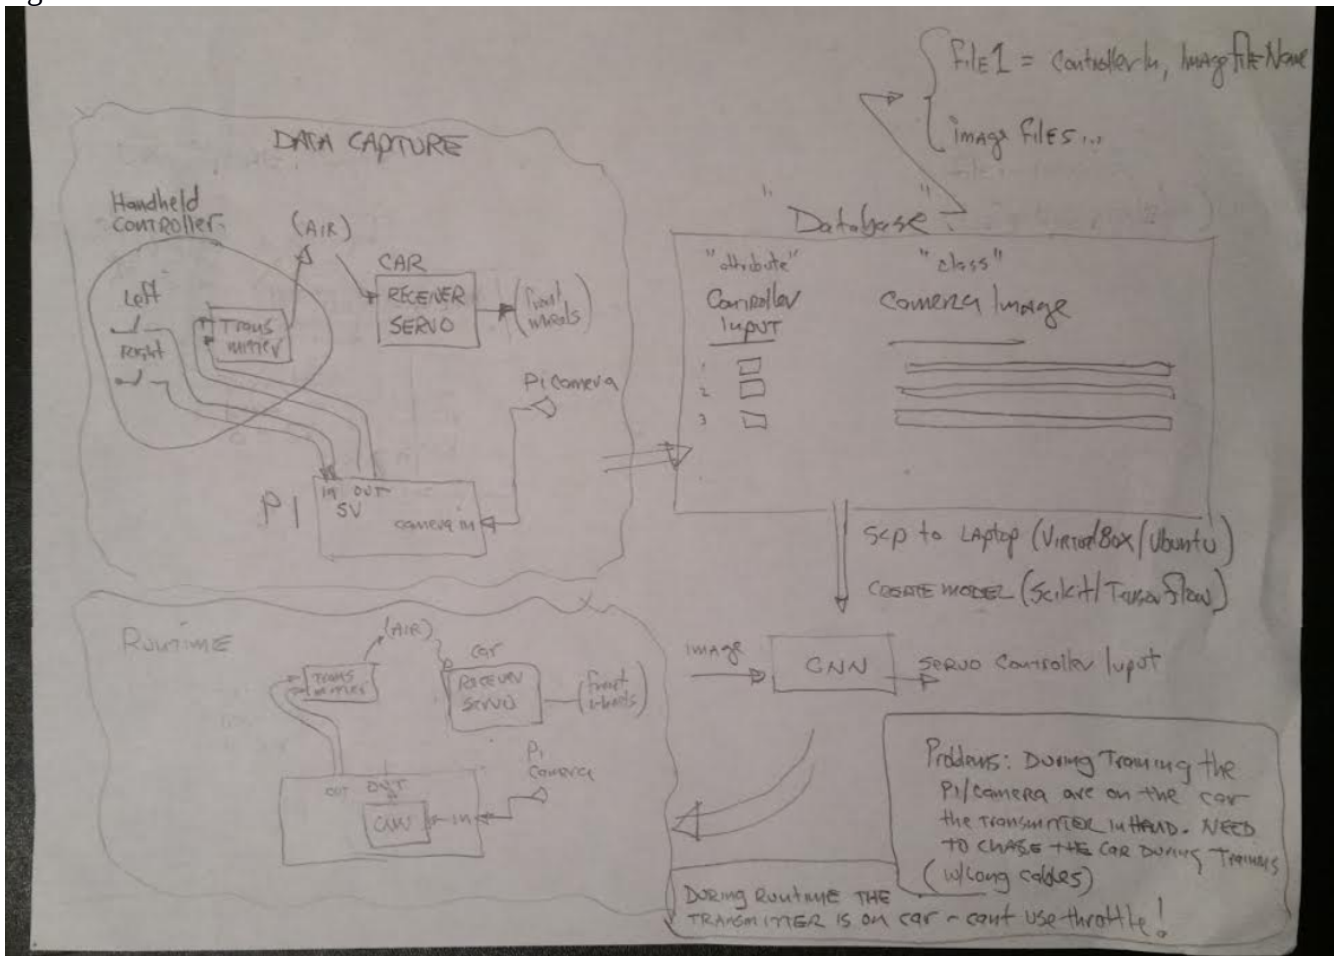 File1 = Controller In, ImageFileName
image files...
DATA CAPTURE
Handheld
CONTROLLER
(AIR)
Left
Right
TRANS
MITTER
CAR
RECEIVER
SERVO
(front
wheels)
Pi Camera
PI
IN OUT
5V
camera in
"Database"
"attribute"
"class"
Controller
INPUT
Camera Image
1
2
3
SCP to Laptop (VirtualBox/Ubuntu)
CREATE MODEL (Scikit/Tensorflow)
IMAGE
CNN
SERVO Controller Input
ROUTIME
(AIR)
TRANS
MITTER
car
RECEIVER
SERVO
(front
wheels)
Pi
Camera
OUT
OUT
CNN
in
Problems: During Training the
PI/Camera are on the car
the TRANSMITTER IN HAND. NEED
TO CHASE THE CAR DURING Training
(w/Long cables)
DURING Runtime THE
TRANSMITTER IS ON car - cant use throttle!